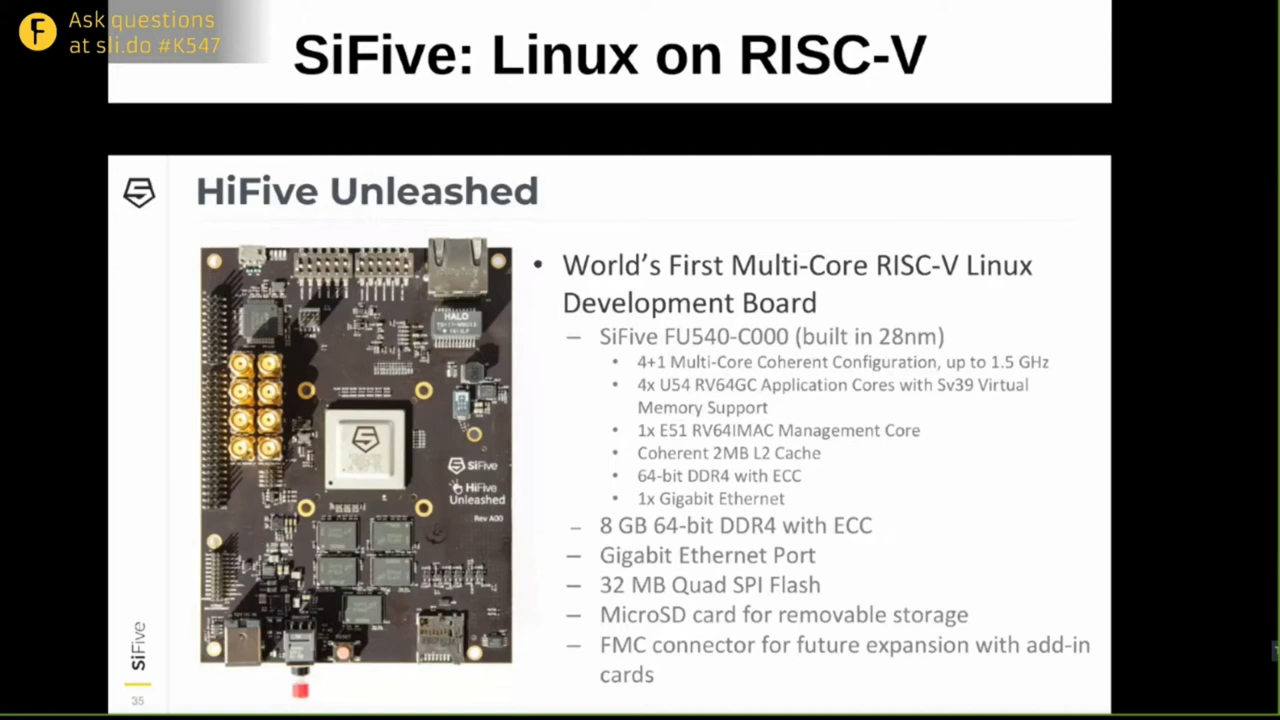 F
Ask questions
at sli.do #K547
SiFive: Linux on RISC-V
HiFive Unleashed
• World's First Multi-Core RISC-V Linux
Development Board
– SiFive FU540-C000 (built in 28nm)
• 4+1 Multi-Core Coherent Configuration, up to 1.5 GHz
• 4x U54 RV64GC Application Cores with Sv39 Virtual
Memory Support
• 1x E51 RV64IMAC Management Core
• Coherent 2MB L2 Cache
• 64-bit DDR4 with ECC
• 1x Gigabit Ethernet
– 8 GB 64-bit DDR4 with ECC
– Gigabit Ethernet Port
– 32 MB Quad SPI Flash
– MicroSD card for removable storage
– FMC connector for future expansion with add-in
cards
HALO
SiFive
HiFive
Unleashed
Rev A00
SiFive
35